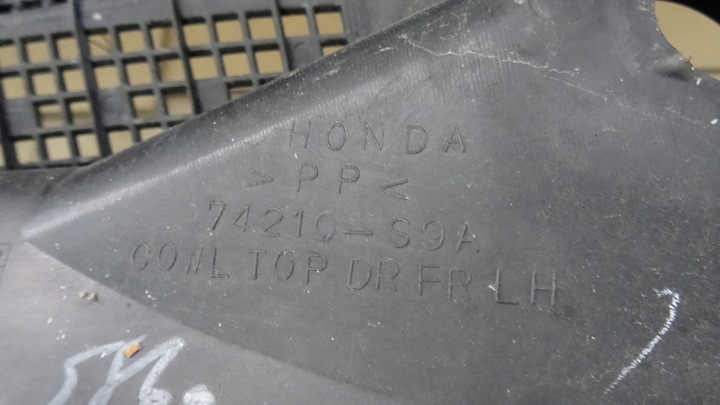 HONDA
>PP<
74210-S9A
COWL TOP DR FR LH